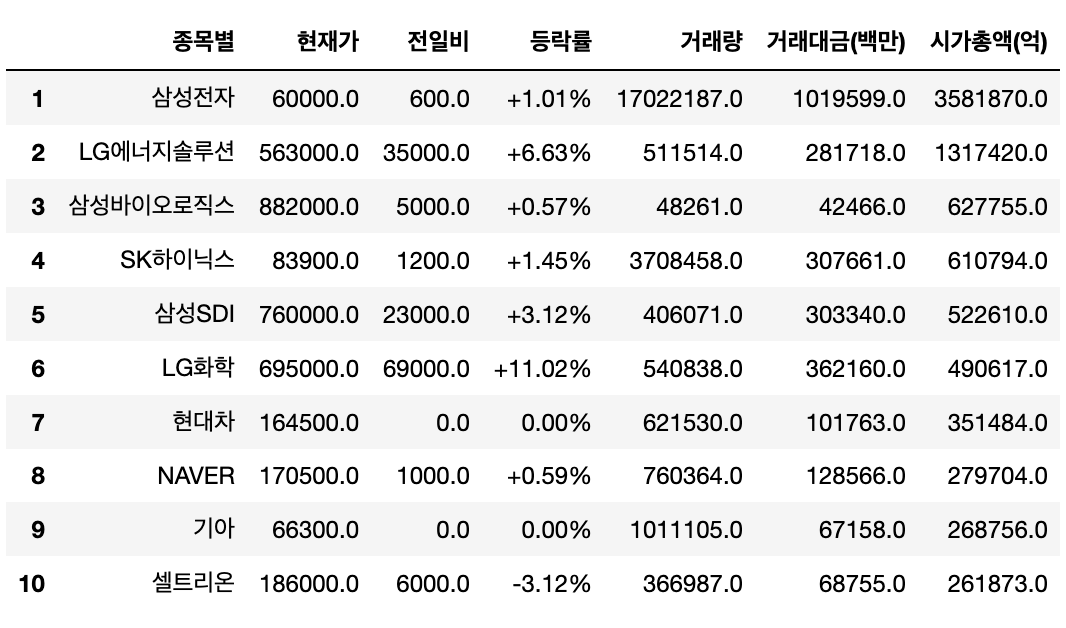 종목별 현재가 전일비 등락률 거래량 거래대금(백만) 시가총액(억)
1 삼성전자 60000.0 600.0 +1.01% 17022187.0 1019599.0 3581870.0
2 LG에너지솔루션 563000.0 35000.0 +6.63% 511514.0 281718.0 1317420.0
3 삼성바이오로직스 882000.0 5000.0 +0.57% 48261.0 42466.0 627755.0
4 SK하이닉스 83900.0 1200.0 +1.45% 3708458.0 307661.0 610794.0
5 삼성SDI 760000.0 23000.0 +3.12% 406071.0 303340.0 522610.0
6 LG화학 695000.0 69000.0 +11.02% 540838.0 362160.0 490617.0
7 현대차 164500.0 0.0 0.00% 621530.0 101763.0 351484.0
8 NAVER 170500.0 1000.0 +0.59% 760364.0 128566.0 279704.0
9 기아 66300.0 0.0 0.00% 1011105.0 67158.0 268756.0
10 셀트리온 186000.0 6000.0 -3.12% 366987.0 68755.0 261873.0